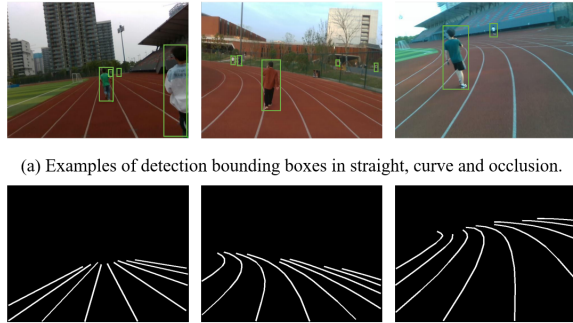 (a) Examples of detection bounding boxes in straight, curve and occlusion.